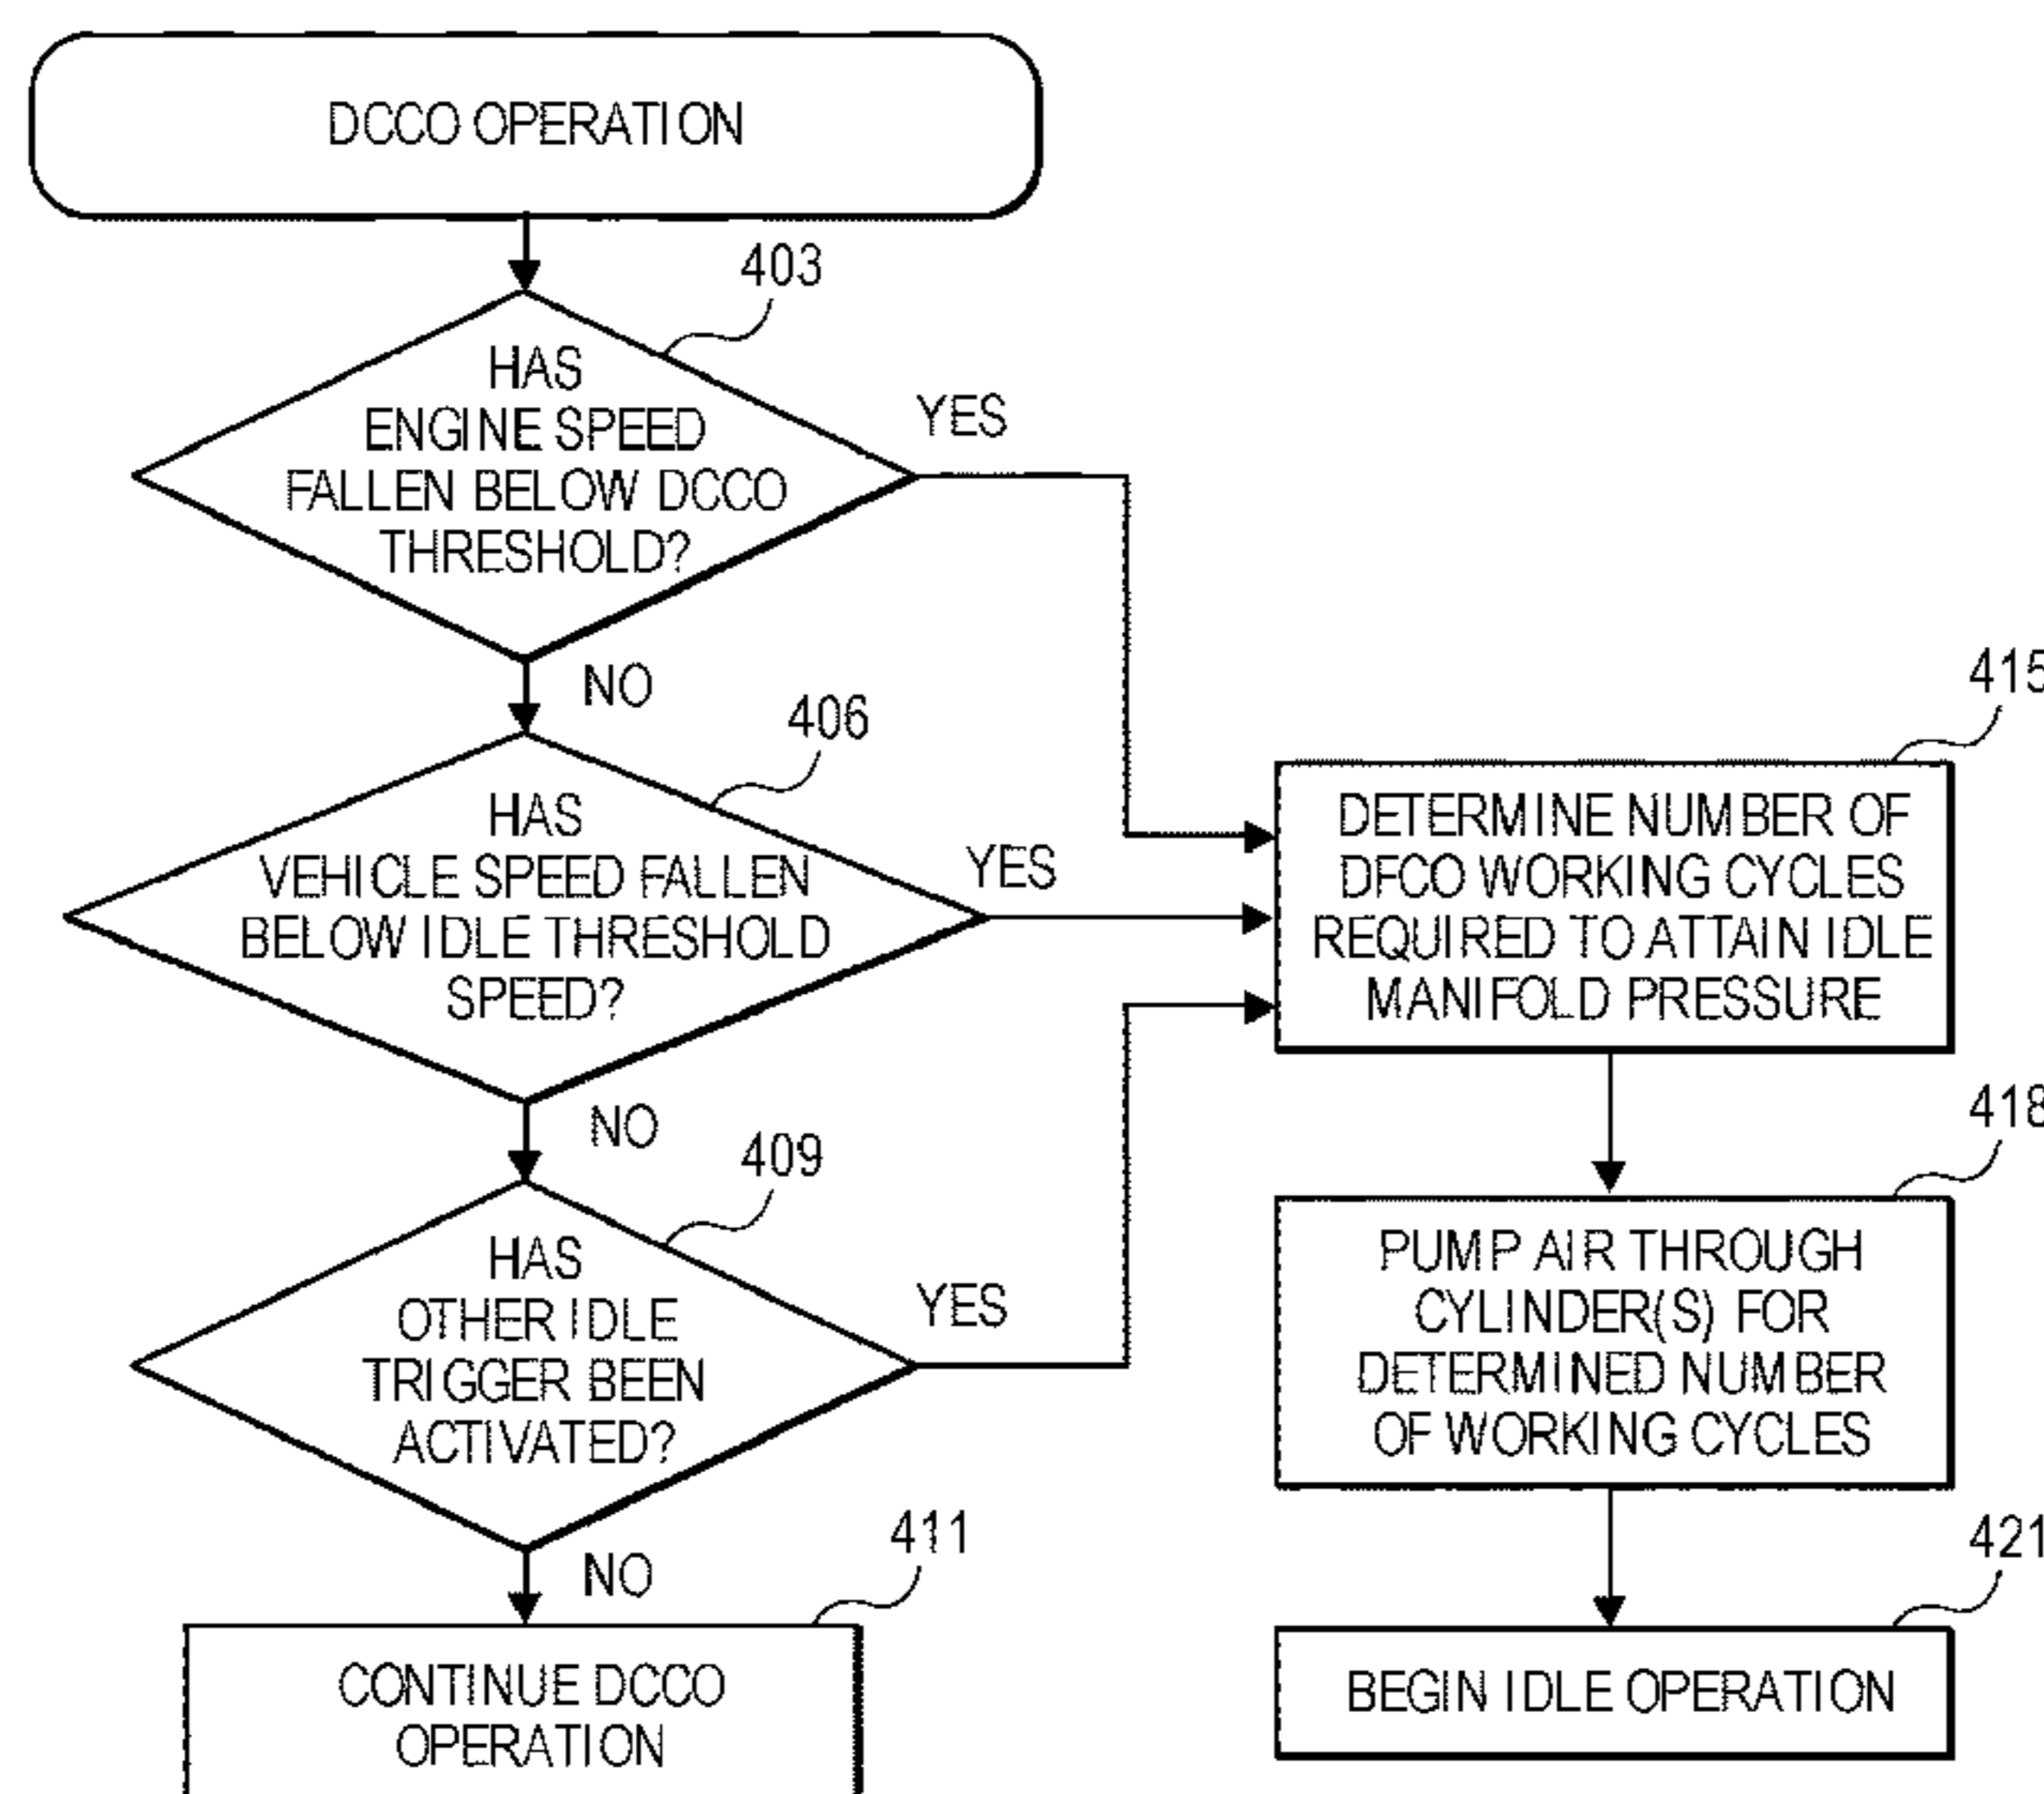 DCCO OPERATION
403
HAS
ENGINE SPEED
FALLEN BELOW DCCO
THRESHOLD?
YES
NO
406
HAS
VEHICLE SPEED FALLEN
BELOW IDLE THRESHOLD
SPEED?
YES
NO
409
HAS
OTHER IDLE
TRIGGER BEEN
ACTIVATED?
YES
NO
411
CONTINUE DCCO
OPERATION
415
DETERMINE NUMBER OF
DFCO WORKING CYCLES
REQUIRED TO ATTAIN IDLE
MANIFOLD PRESSURE
418
PUMP AIR THROUGH
CYLINDER(S) FOR
DETERMINED NUMBER
OF WORKING CYCLES
421
BEGIN IDLE OPERATION